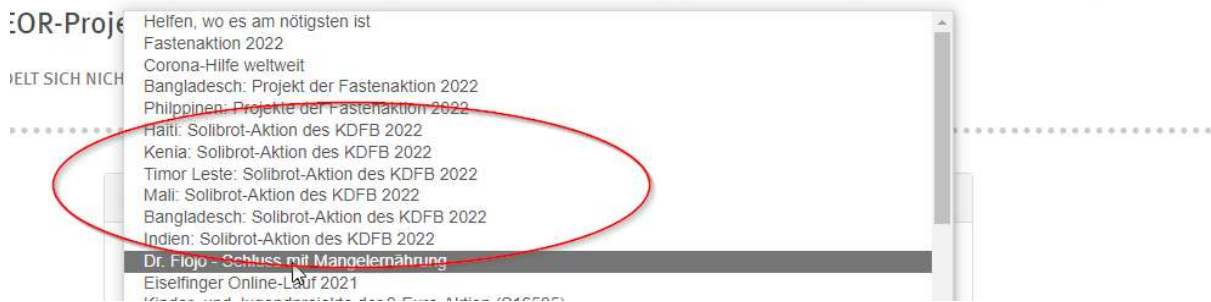 EOR-Proje
Helfen, wo es am nötigsten ist
Fastenaktion 2022
Corona-Hilfe weltweit
DELT SICH NICH
Bangladesch: Projekt der Fastenaktion 2022
Philppinen: Projekte der Fastenaktion 2022
Haiti: Solibrot-Aktion des KDFB 2022
Kenia: Solibrot-Aktion des KDFB 2022
Timor Leste: Solibrot-Aktion des KDFB 2022
Mali: Solibrot-Aktion des KDFB 2022
Bangladesch: Solibrot-Aktion des KDFB 2022
Indien: Solibrot-Aktion des KDFB 2022
Dr. Flojo - Schluss mit Mangelernährung
Eiselfinger Online-Lauf 2021